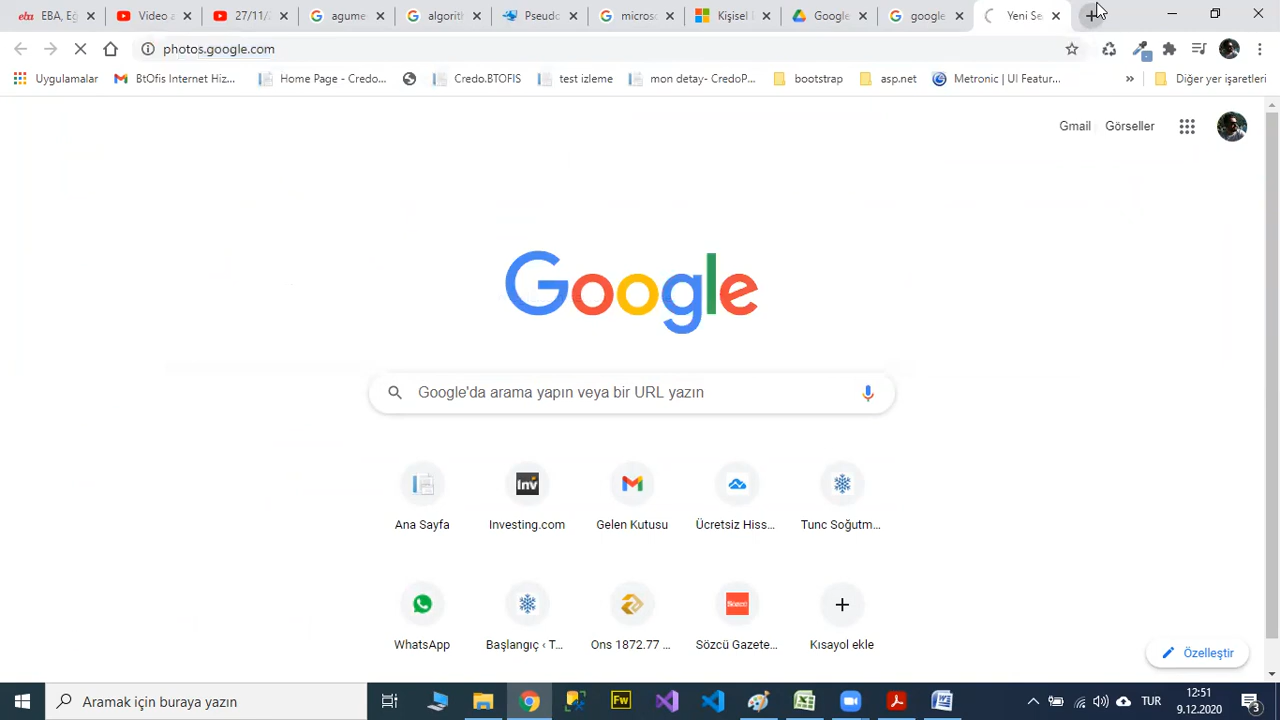 EBA, Eğ
Video a
27/11/2
agume
algorit
Pseudo
micros
Kişisel
Google
google
Yeni Se
photos.google.com
Uygulamalar
BtOfis Internet Hiz...
Home Page - Credo...
Credo.BTOFIS
test izleme
mon detay- CredoP...
bootstrap
asp.net
Metronic | UI Featur...
»
Diğer yer işaretleri
Gmail
Görseller
Google
Google'da arama yapın veya bir URL yazın
Ana Sayfa
Investing.com
Gelen Kutusu
Ücretsiz Hiss...
Tunc Soğutm...
WhatsApp
Başlangıç ‹ T...
Ons 1872.77 ...
Sözcü Gazete...
Kısayol ekle
Özelleştir
Aramak için buraya yazın
TUR
12:51
9.12.2020
3